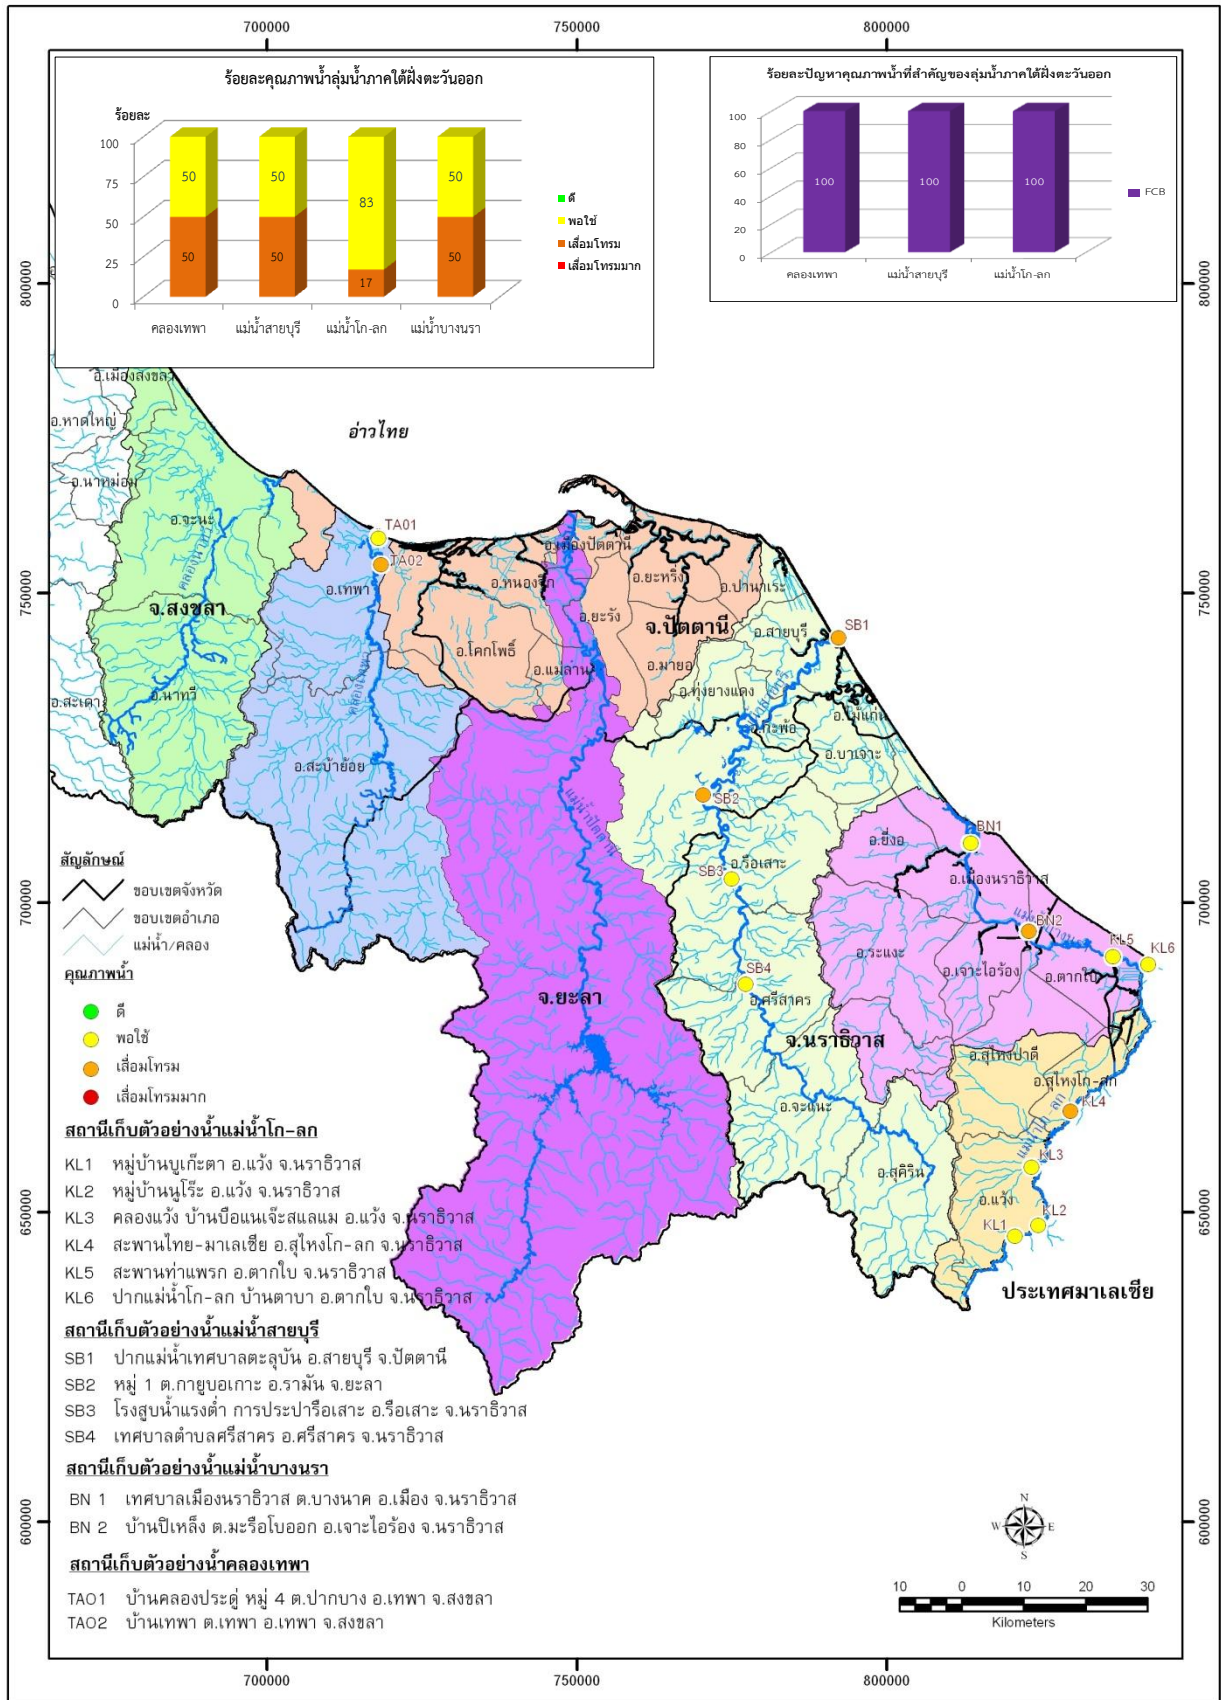 700000 750000 800000
ร้อยละคุณภาพน้ำลุ่มน้ำภาคใต้ฝั่งตะวันออก
ร้อยละ
100
75
50
25
0
50 50 83 50
50 50 17 50
คลองเทพา แม่น้ำสายบุรี แม่น้ำโก-ลก แม่น้ำบางนรา
ดี
พอใช้
เสื่อมโทรม
เสื่อมโทรมมาก
ร้อยละปัญหาคุณภาพน้ำที่สำคัญของลุ่มน้ำภาคใต้ฝั่งตะวันออก
100
80
60
40
20
0
100 100 100
คลองเทพา แม่น้ำสายบุรี แม่น้ำโก-ลก
FCB
800000
750000
700000
650000
600000
800000
750000
700000
650000
600000
อ.เมืองสงขลา
อ.หาดใหญ่
อ.นาหม่อม
อ.จะนะ
จ.สงขลา
อ.นาทวี
อ.สะเดา
อ่าวไทย
TA01
TA02
อ.เทพา
คลองเทพา
อ.สะบ้าย้อย
อ.เมืองปัตตานี
อ.หนองจิก
อ.ยะหริ่ง
อ.ปานาเระ
อ.ยะรัง
จ.ปัตตานี
อ.สายบุรี
SB1
อ.โคกโพธิ์
อ.แม่ลาน
อ.มายอ
อ.ทุ่งยางแดง
แม่น้ำสายบุรี
อ.กะพ้อ
อ.ไม้แก่น
อ.บาเจาะ
แม่น้ำปัตตานี
SB2
BN1
อ.ยี่งอ
SB3
อ.รือเสาะ
อ.เมืองนราธิวาส
แม่น้ำบางนรา
BN2
KL5
KL6
อ.ระแงะ
อ.เจาะไอร้อง
อ.ตากใบ
SB4
อ.ศรีสาคร
จ.ยะลา
จ.นราธิวาส
อ.สุไหงปาดี
อ.สุไหงโก-ลก
KL4
แม่น้ำโก-ลก
อ.จะแนะ
KL3
อ.สุคิริน
อ.แว้ง
KL2
KL1
ประเทศมาเลเซีย
สัญลักษณ์
ขอบเขตจังหวัด
ขอบเขตอำเภอ
แม่น้ำ/คลอง
คุณภาพน้ำ
ดี
พอใช้
เสื่อมโทรม
เสื่อมโทรมมาก
สถานีเก็บตัวอย่างน้ำแม่น้ำโก-ลก
KL1 หมู่บ้านบูเก๊ะตา อ.แว้ง จ.นราธิวาส
KL2 หมู่บ้านนูโร๊ะ อ.แว้ง จ.นราธิวาส
KL3 คลองแว้ง บ้านบือแนเจ๊ะสแลแม อ.แว้ง จ.นราธิวาส
KL4 สะพานไทย-มาเลเซีย อ.สุไหงโก-ลก จ.นราธิวาส
KL5 สะพานท่าแพรก อ.ตากใบ จ.นราธิวาส
KL6 ปากแม่น้ำโก-ลก บ้านตาบา อ.ตากใบ จ.นราธิวาส
สถานีเก็บตัวอย่างน้ำแม่น้ำสายบุรี
SB1 ปากแม่น้ำเทศบาลตะลุบัน อ.สายบุรี จ.ปัตตานี
SB2 หมู่ 1 ต.กายูบอเกาะ อ.รามัน จ.ยะลา
SB3 โรงสูบน้ำแรงต่ำ การประปารือเสาะ อ.รือเสาะ จ.นราธิวาส
SB4 เทศบาลตำบลศรีสาคร อ.ศรีสาคร จ.นราธิวาส
สถานีเก็บตัวอย่างน้ำแม่น้ำบางนรา
BN 1 เทศบาลเมืองนราธิวาส ต.บางนาค อ.เมือง จ.นราธิวาส
BN 2 บ้านปิเหล็ง ต.มะรือโบออก อ.เจาะไอร้อง จ.นราธิวาส
สถานีเก็บตัวอย่างน้ำคลองเทพา
TA01 บ้านคลองประดู่ หมู่ 4 ต.ปากบาง อ.เทพา จ.สงขลา
TA02 บ้านเทพา ต.เทพา อ.เทพา จ.สงขลา
N
W E
S
10 0 10 20 30
Kilometers
700000 750000 800000